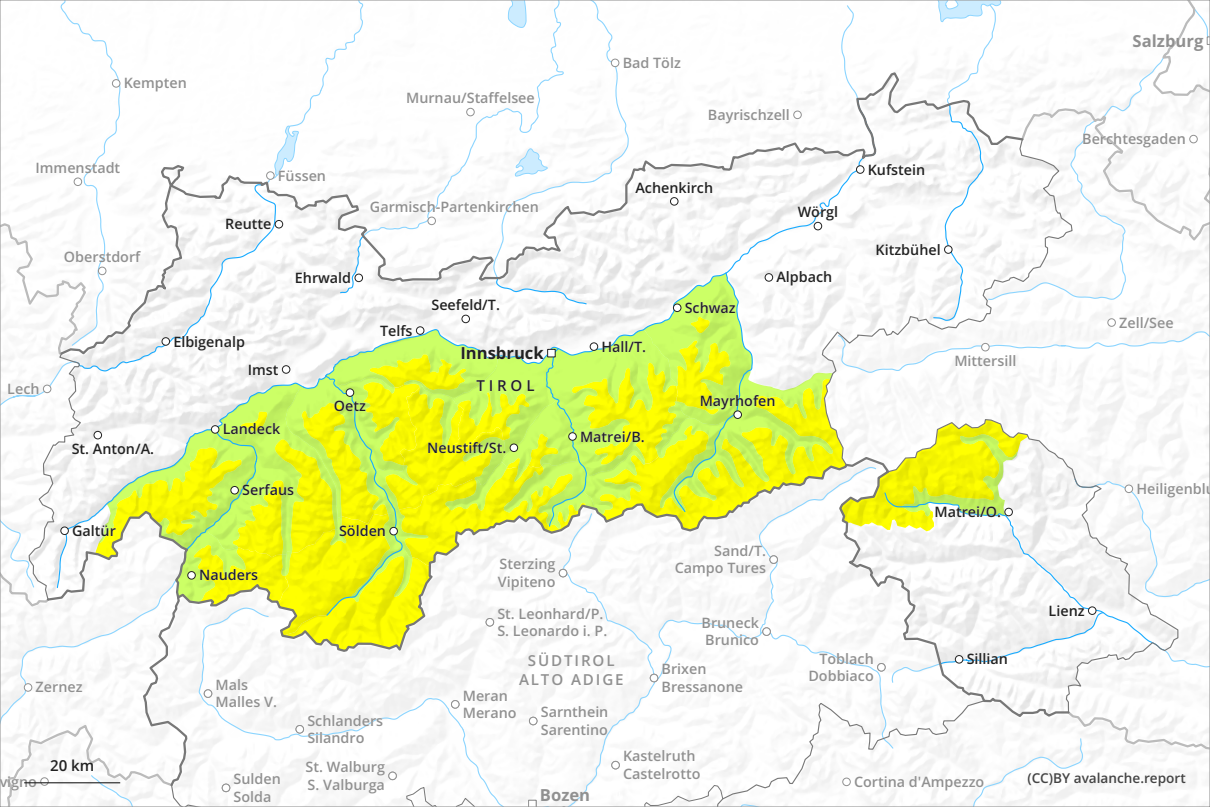 Salzburg
Bad Tölz
Kempten
Murnau/Staffelsee
Bayrischzell
Berchtesgaden
Immenstadt
Füssen
Kufstein
Achenkirch
Garmisch-Partenkirchen
Wörgl
Reutte
Kitzbühel
Oberstdorf
Ehrwald
Alpbach
Seefeld/T.
Schwaz
Zell/See
Telfs
Elbigenalp
Innsbruck
Hall/T.
Mittersill
Imst
TIROL
Lech
Oetz
Mayrhofen
Landeck
Matrei/B.
St. Anton/A.
Neustift/St.
Serfaus
Heiligenblu
Matrei/O.
Galtür
Sölden
Sand/T.
Campo Tures
Sterzing
Vipiteno
Nauders
St. Leonhard/P.
S. Leonardo i. P.
Lienz
Bruneck
Brunico
SÜDTIROL
ALTO ADIGE
Toblach
Dobbiaco
Sillian
Brixen
Bressanone
Zernez
Mals
Malles V.
Meran
Merano
Sarnthein
Sarentino
Schlanders
Silandro
Kastelruth
Castelrotto
20 km
St. Walburg
S. Valburga
vigno
Sulden
Solda
Cortina d'Ampezzo
(CC)BY avalanche.report
Bozen